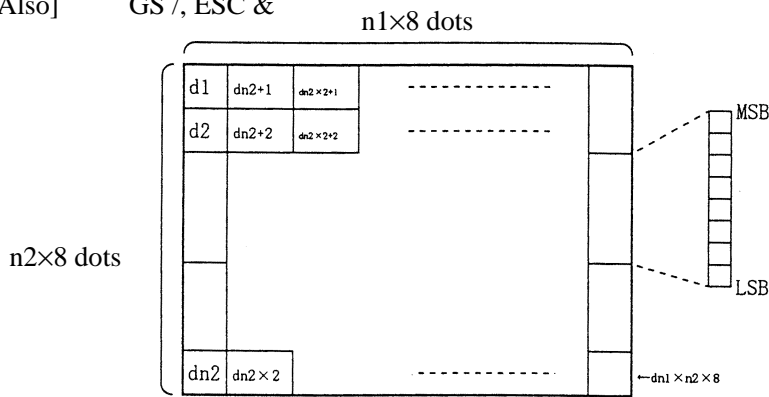 Also] GS /, ESC &
n1×8 dots
d1 dn2+1 dn2×2+1
d2 dn2+2 dn2×2+2
MSB
n2×8 dots
LSB
dn2 dn2×2
←dn1×n2×8